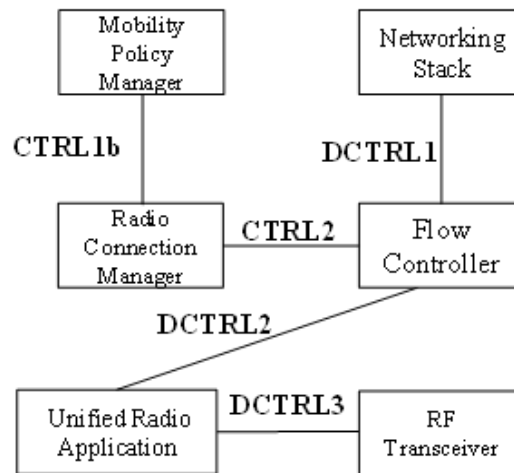 Mobility
Policy
Manager
Networking
Stack
CTRL1b
DCTRL1
Radio
Connection
Manager
CTRL2
Flow
Controller
DCTRL2
Unified Radio
Application
DCTRL3
RF
Transceiver